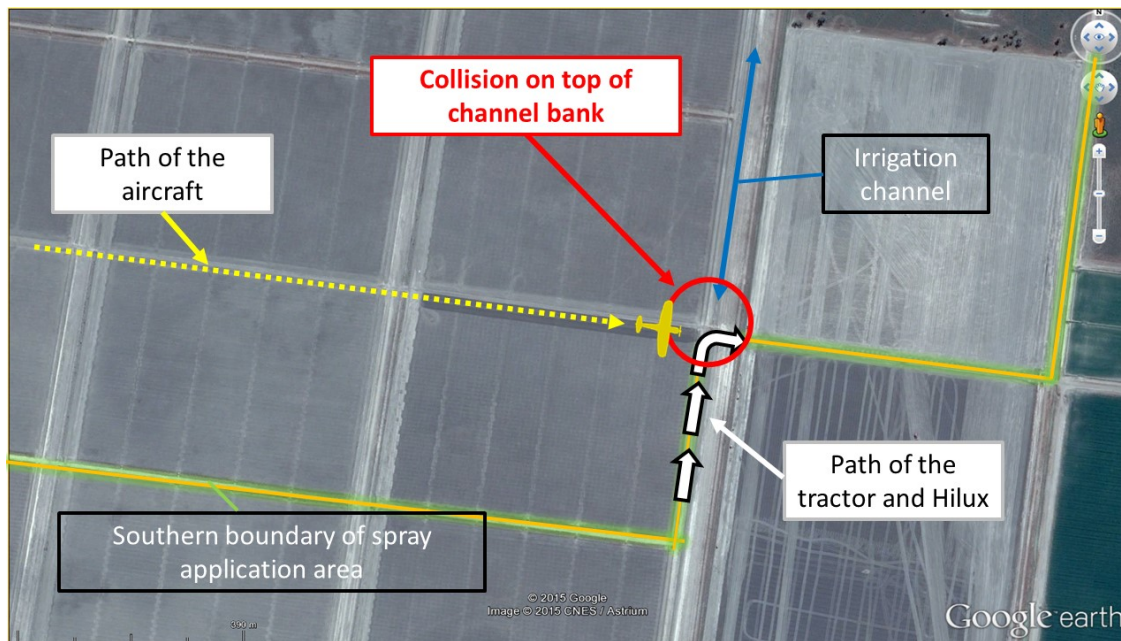 N
Collision on top of
channel bank
Path of the
aircraft
Irrigation
channel
Path of the
tractor and Hilux
Southern boundary of spray
application area
© 2015 Google
Image © 2015 CNES / Astrium
390 m
Google earth